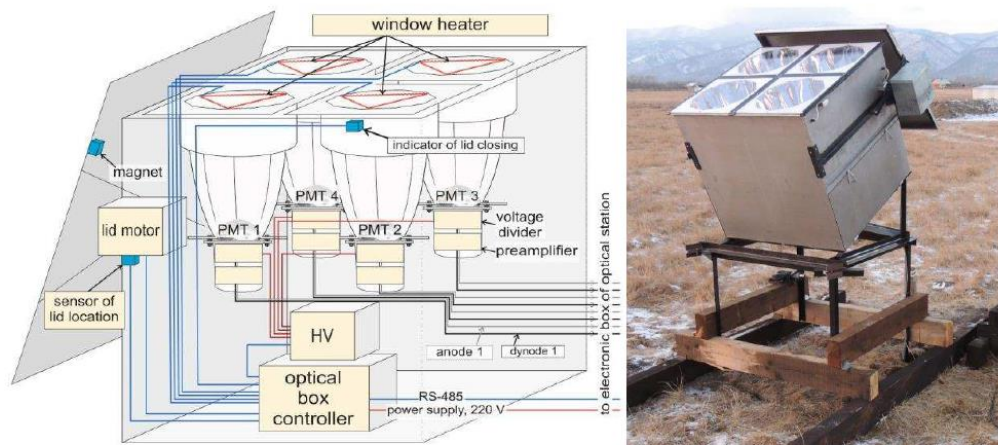 window heater
indicator of
lid closing
magnet
PMT 4
PMT 3
lid motor
PMT 1
PMT 2
voltage
divider
preamplifier
sensor of
lid location
HV
anode 1
dynode 1
optical
box
controller
RS-485
power supply, 220 V
to electronic box of optical station